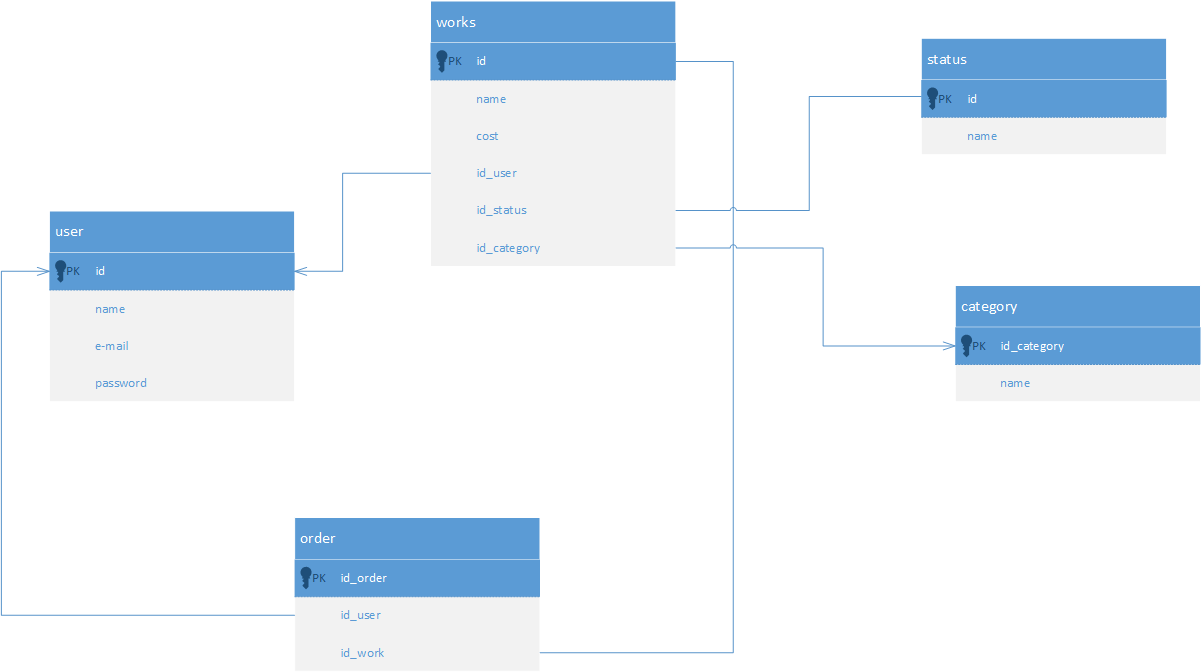 works
PK id
name
cost
id_user
id_status
id_category
status
PK id
name
user
PK id
name
e-mail
password
category
PK id_category
name
order
PK id_order
id_user
id_work